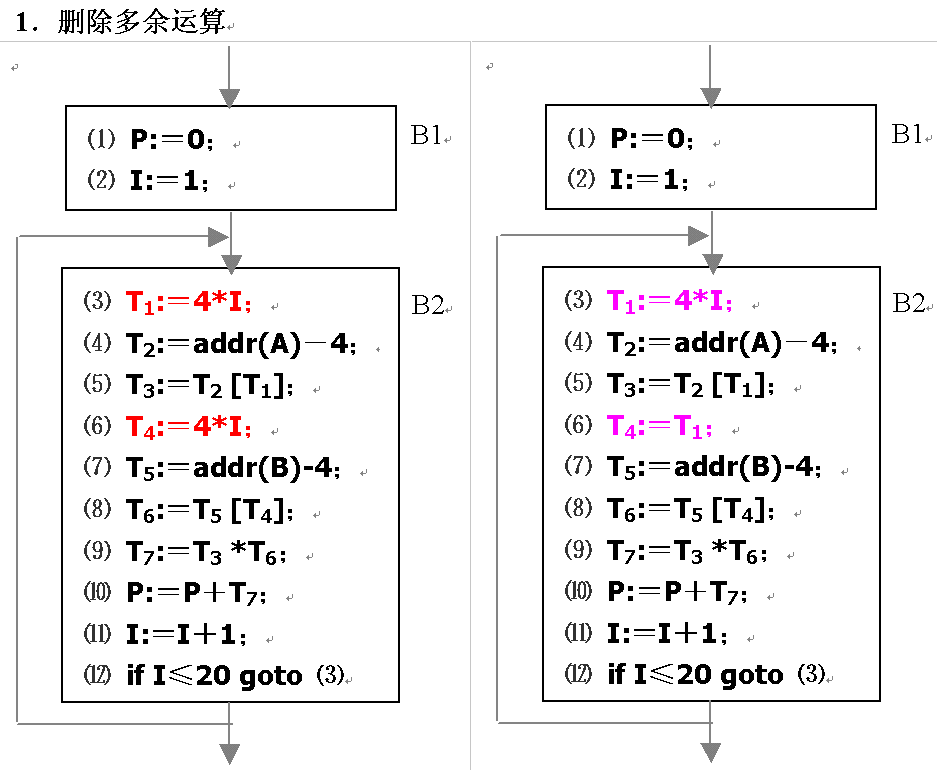 1．删除多余运算
⑴ P:=0；
⑵ I:=1；
B1
⑶ T₁:=4*I；
⑷ T₂:=addr(A)－4；
⑸ T₃:=T₂ [T₁]；
⑹ T₄:=4*I；
⑺ T₅:=addr(B)-4；
⑻ T₆:=T₅ [T₄]；
⑼ T₇:=T₃ *T₆；
⑽ P:=P＋T₇；
⑾ I:=I＋1；
⑿ if I≤20 goto ⑶
B2
⑴ P:=0；
⑵ I:=1；
B1
⑶ T₁:=4*I；
⑷ T₂:=addr(A)－4；
⑸ T₃:=T₂ [T₁]；
⑹ T₄:=T₁；
⑺ T₅:=addr(B)-4；
⑻ T₆:=T₅ [T₄]；
⑼ T₇:=T₃ *T₆；
⑽ P:=P＋T₇；
⑾ I:=I＋1；
⑿ if I≤20 goto ⑶
B2